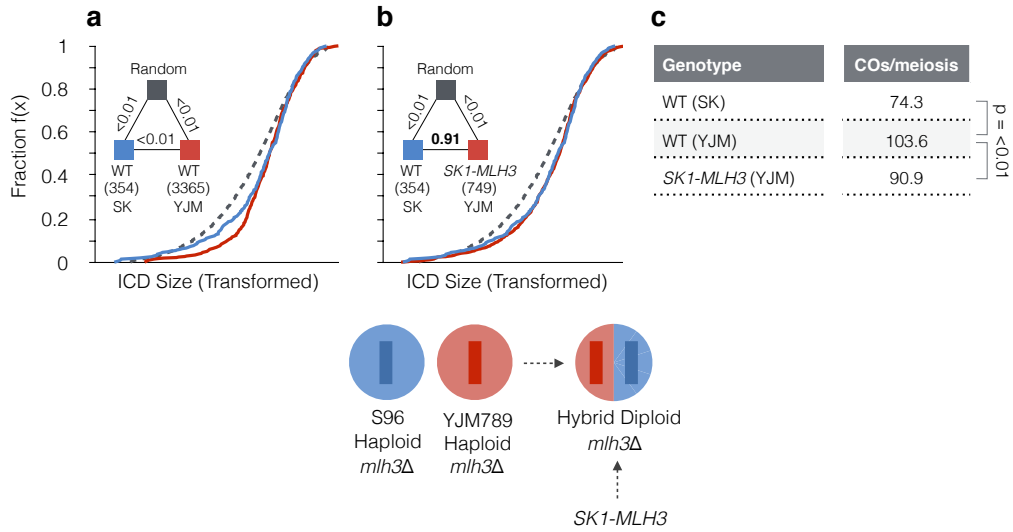 a
Fraction f(x)
1
0.8
0.6
0.4
0.2
0
Random
<0.01
<0.01
<0.01
WT
(354)
SK
WT
(3365)
YJM
ICD Size (Transformed)
b
Random
<0.01
<0.01
0.91
WT
(354)
SK
SK1-MLH3
(749)
YJM
ICD Size (Transformed)
c
Genotype COs/meiosis
WT (SK) 74.3
WT (YJM) 103.6
SK1-MLH3 (YJM) 90.9
p = <0.01
S96
Haploid
mlh3Δ
YJM789
Haploid
mlh3Δ
Hybrid Diploid
mlh3Δ
SK1-MLH3